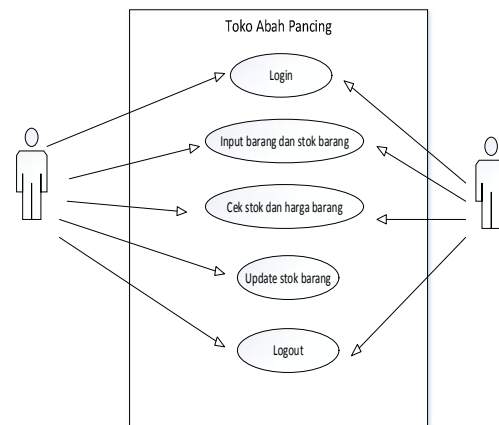 Toko Abah Pancing
Login
Input barang dan stok barang
Cek stok dan harga barang
Update stok barang
Logout